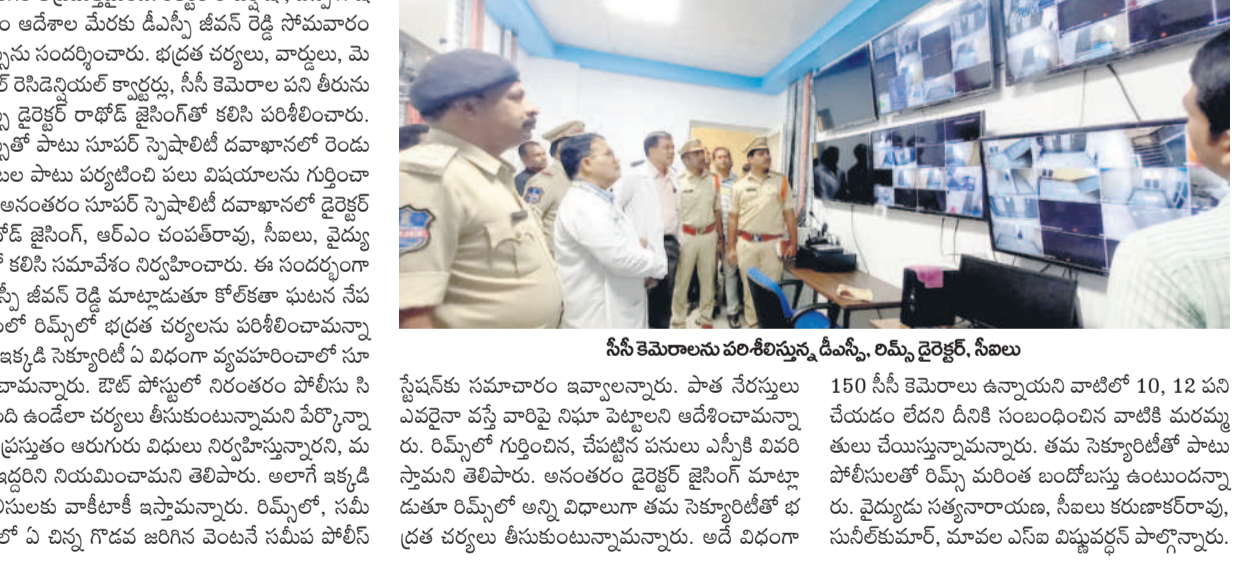 ం ఆదేశాల మేరకు డీఎస్పీ జీవన్ రెడ్డి సోమవారం
ను సందర్శించారు. భద్రత చర్యలు, వార్డులు, మె
ల్ రెసిడెన్షియల్ క్వార్టర్లు, సీసీ కెమెరాల పని తీరును
డైరెక్టర్ రాథోడ్ జైసింగ్‌తో కలిసి పరిశీలించారు.
తో పాటు సూపర్ స్పెషాలిటీ దవాఖానలో రెండు
టల పాటు పర్యటించి పలు విషయాలను గుర్తించా
అనంతరం సూపర్ స్పెషాలిటీ దవాఖానలో డైరెక్టర్
డ్ జైసింగ్, ఆర్ఎం చంపత్‌రావు, సీఐలు, వైద్యు
కలిసి సమావేశం నిర్వహించారు. ఈ సందర్భంగా
స్పీ జీవన్ రెడ్డి మాట్లాడుతూ కోల్‌కతా ఘటన నేప
లో రిమ్స్‌లో భద్రత చర్యలను పరిశీలించామన్నా
ఇక్కడి సెక్యూరిటీ ఏ విధంగా వ్యవహరించాలో సూ
చామన్నారు. ఔట్ పోస్టులో నిరంతరం పోలీసు సి
ది ఉండేలా చర్యలు తీసుకుంటున్నామని పేర్కొన్నా
ప్రస్తుతం ఆరుగురు విధులు నిర్వహిస్తున్నారని, మ
ఇద్దరిని నియమించామని తెలిపారు. అలాగే ఇక్కడి
సులకు వాకీటాకీ ఇస్తామన్నారు. రిమ్స్‌లో, సమీ
లో ఏ చిన్న గొడవ జరిగిన వెంటనే సమీప పోలీస్
సీసీ కెమెరాలను పరిశీలిస్తున్న డీఎస్పీ, రిమ్స్ డైరెక్టర్, సీఐలు
స్టేషన్‌కు సమాచారం ఇవ్వాలన్నారు. పాత నేరస్తులు
ఎవరైనా వస్తే వారిపై నిఘా పెట్టాలని ఆదేశించామన్నా
రు. రిమ్స్‌లో గుర్తించిన, చేపట్టిన పనులు ఎస్పీకి వివరి
స్తామని తెలిపారు. అనంతరం డైరెక్టర్ జైసింగ్ మాట్లా
డుతూ రిమ్స్‌లో అన్ని విధాలుగా తమ సెక్యూరిటీతో భ
ద్రత చర్యలు తీసుకుంటున్నామన్నారు. అదే విధంగా
150 సీసీ కెమెరాలు ఉన్నాయని వాటిలో 10, 12 పని
చేయడం లేదని దీనికి సంబంధించిన వాటికి మరమ్మ
తులు చేయిస్తున్నామన్నారు. తమ సెక్యూరిటీతో పాటు
పోలీసులతో రిమ్స్ మరింత బందోబస్తు ఉంటుందన్నా
రు. వైద్యుడు సత్యనారాయణ, సీఐలు కరుణాకర్‌రావు,
సునీల్‌కుమార్, మావల ఎస్ఐ విష్ణువర్ధన్ పాల్గొన్నారు.